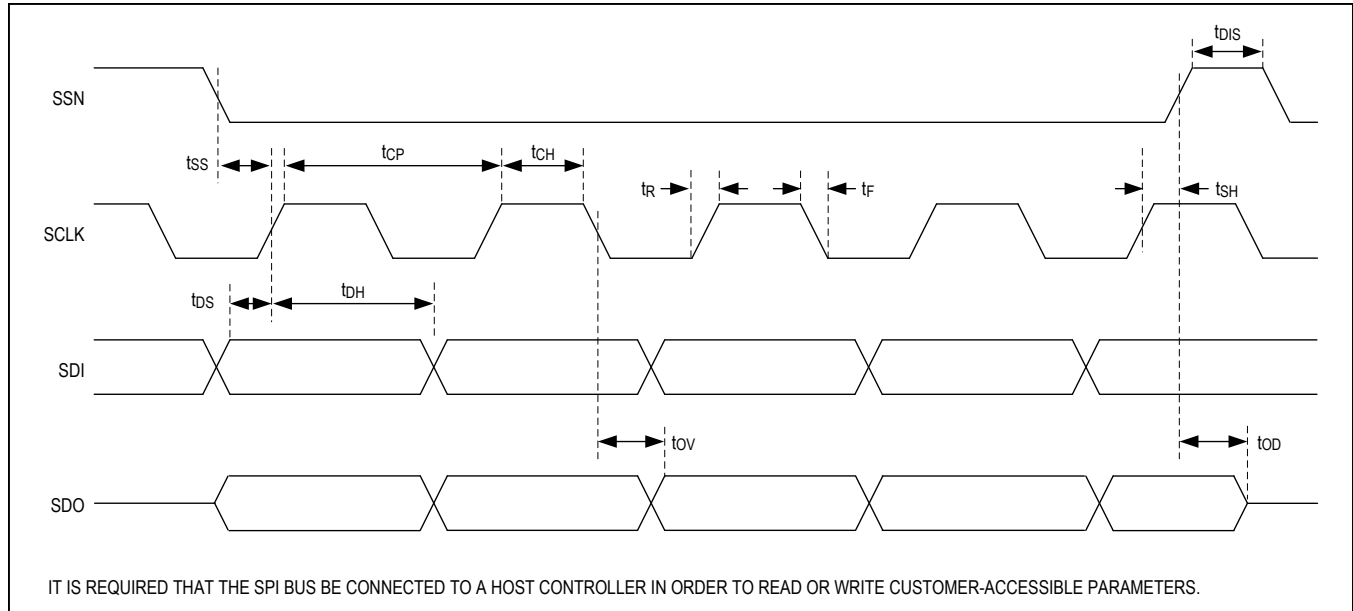 tDIS
SSN
tSS
tCP
tCH
tR
tF
tSH
SCLK
tDS
tDH
SDI
tOV
tOD
SDO
IT IS REQUIRED THAT THE SPI BUS BE CONNECTED TO A HOST CONTROLLER IN ORDER TO READ OR WRITE CUSTOMER-ACCESSIBLE PARAMETERS.